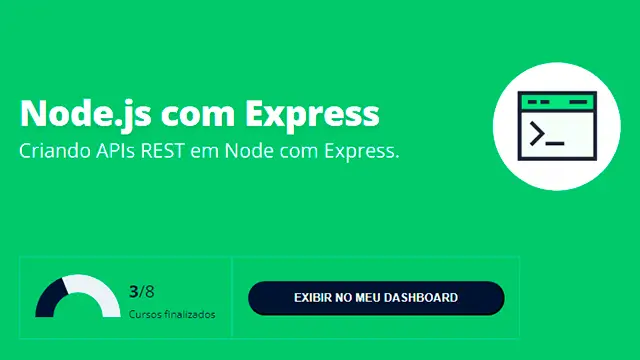 Node.js com Express
Criando APIs REST em Node com Express.
3/8
Cursos finalizados
EXIBIR NO MEU DASHBOARD